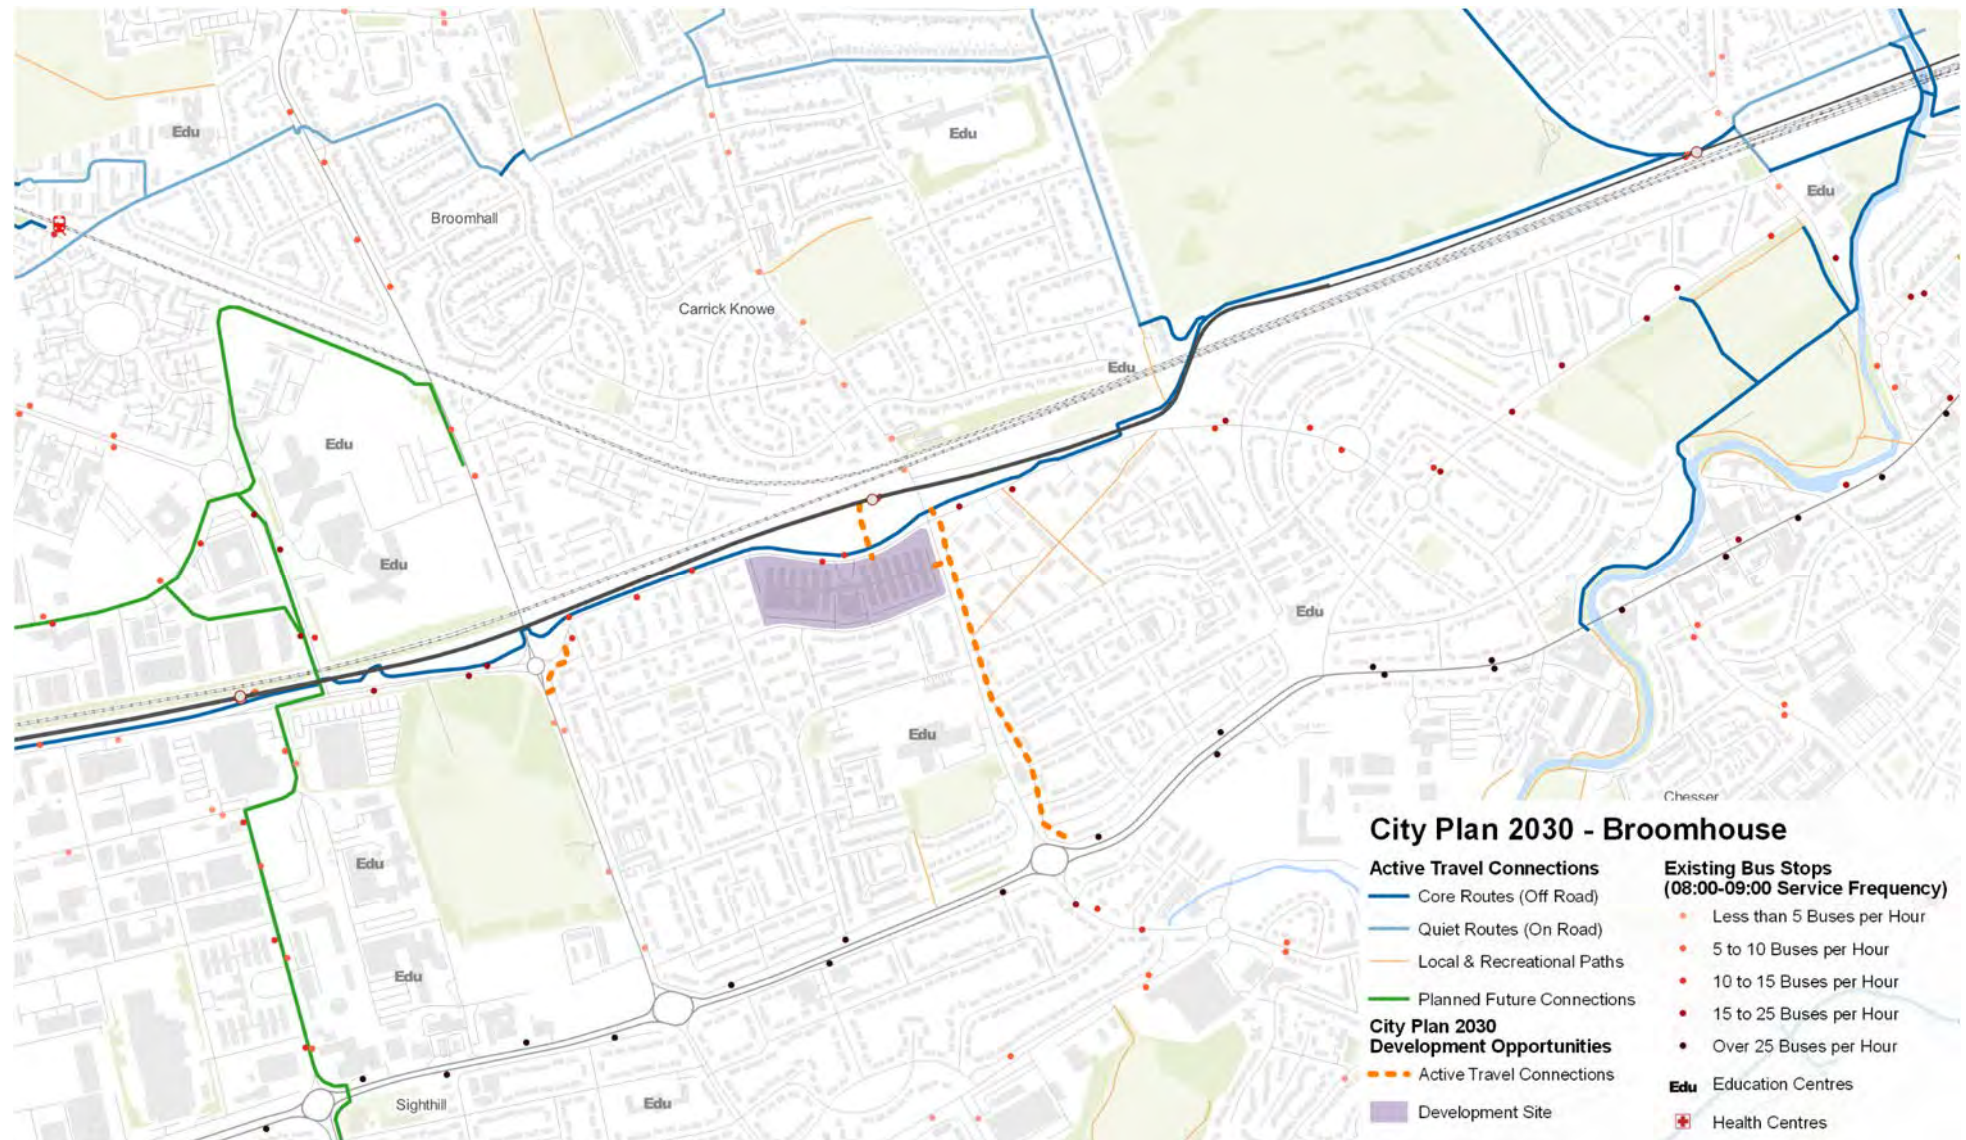 Edu
Edu
Edu
Broomhall
Carrick Knowe
Edu
Edu
Edu
Edu
Edu
Chesser
Edu
Edu
Edu
Sighthill
Edu
City Plan 2030 - Broomhouse
Active Travel Connections
Core Routes (Off Road)
Quiet Routes (On Road)
Local & Recreational Paths
Planned Future Connections
City Plan 2030
Development Opportunities
Active Travel Connections
Development Site
Existing Bus Stops
(08:00-09:00 Service Frequency)
Less than 5 Buses per Hour
5 to 10 Buses per Hour
10 to 15 Buses per Hour
15 to 25 Buses per Hour
Over 25 Buses per Hour
Edu Education Centres
Health Centres